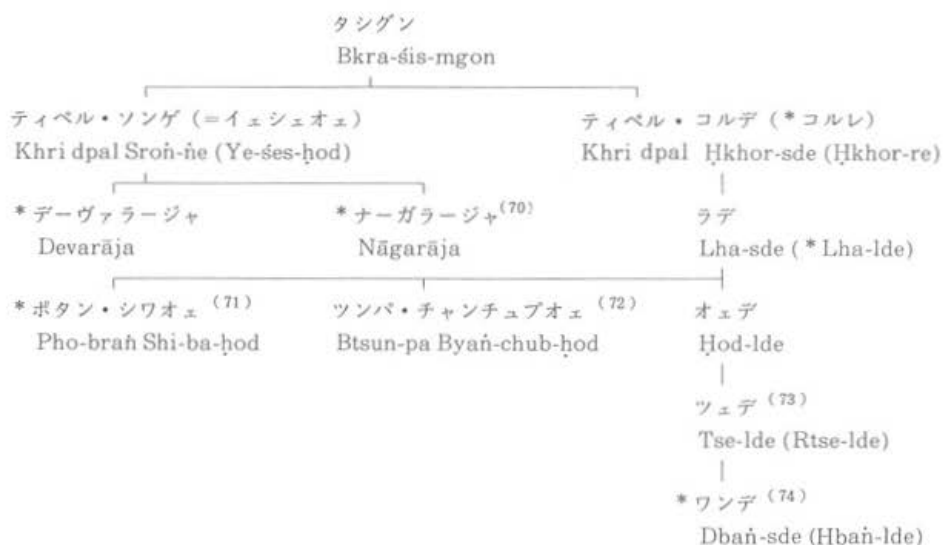 タシグン
Bkra-śis-mgon
ティペル・ソンゲ (=イェシェオェ) ティペル・コルデ (*コルレ)
Khri dpal Sroṅ-ṅe (Ye-śes-ḥod) Khri dpal Ḥkhor-sde (Ḥkhor-re)
*デーヴァラージャ *ナーガラージャ(70) ラデ
Devarāja Nāgarāja Lha-sde (*Lha-lde)
*ポタン・シワオェ (71) ツンパ・チャンチュプオェ (72) オェデ
Pho-braṅ Shi-ba-ḥod Btsun-pa Byaṅ-chub-ḥod Ḥod-lde
ツェデ (73)
Tse-lde (Rtse-lde)
*ワンデ (74)
Dbaṅ-sde (Ḥbaṅ-lde)